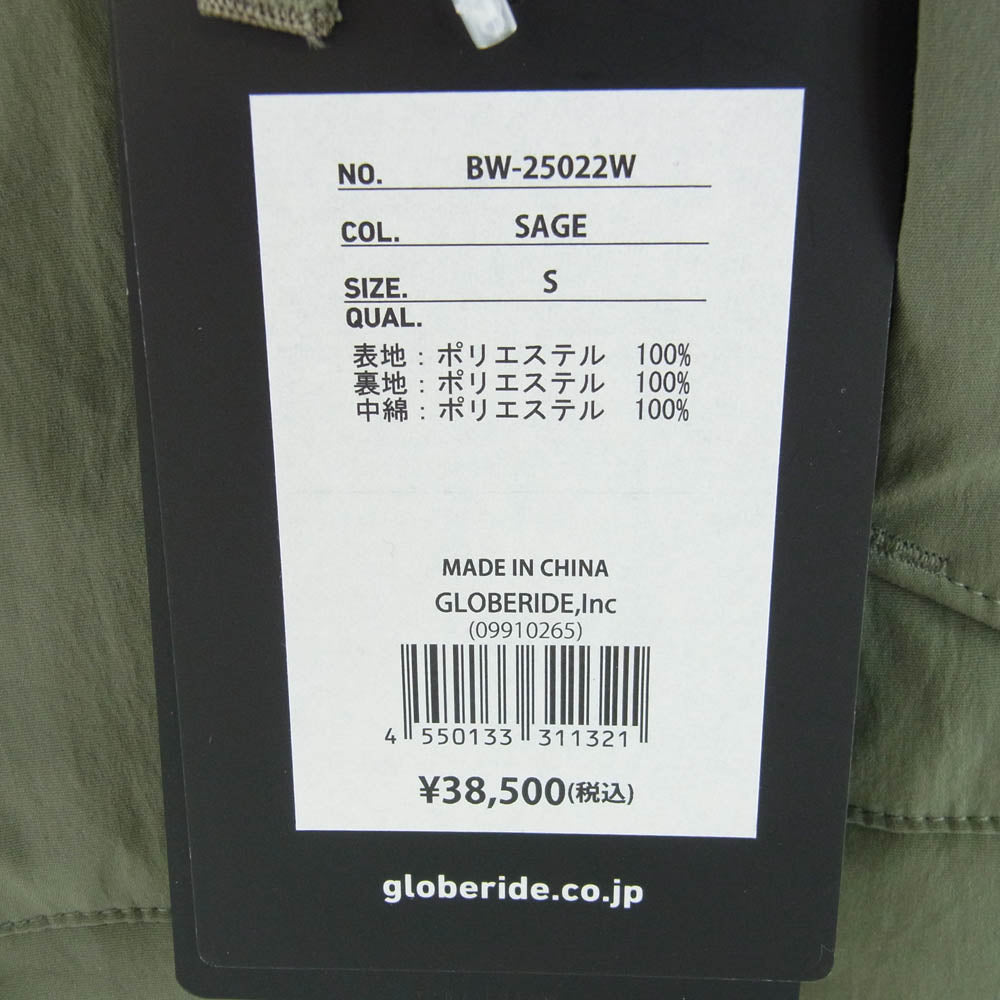 NO. BW-25022W
COL. SAGE
SIZE. S
QUAL.
表地：ポリエステル 100%
裏地：ポリエステル 100%
中綿：ポリエステル 100%
MADE IN CHINA
GLOBERIDE,Inc
(09910265)
4 550133 311321
¥38,500(税込)
globeride.co.jp